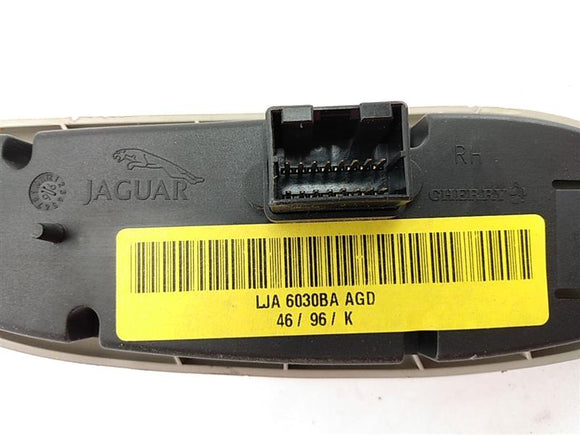 JAGUAR
RH
CHERRY
LJA 6030BA AGD
46 / 96 / K